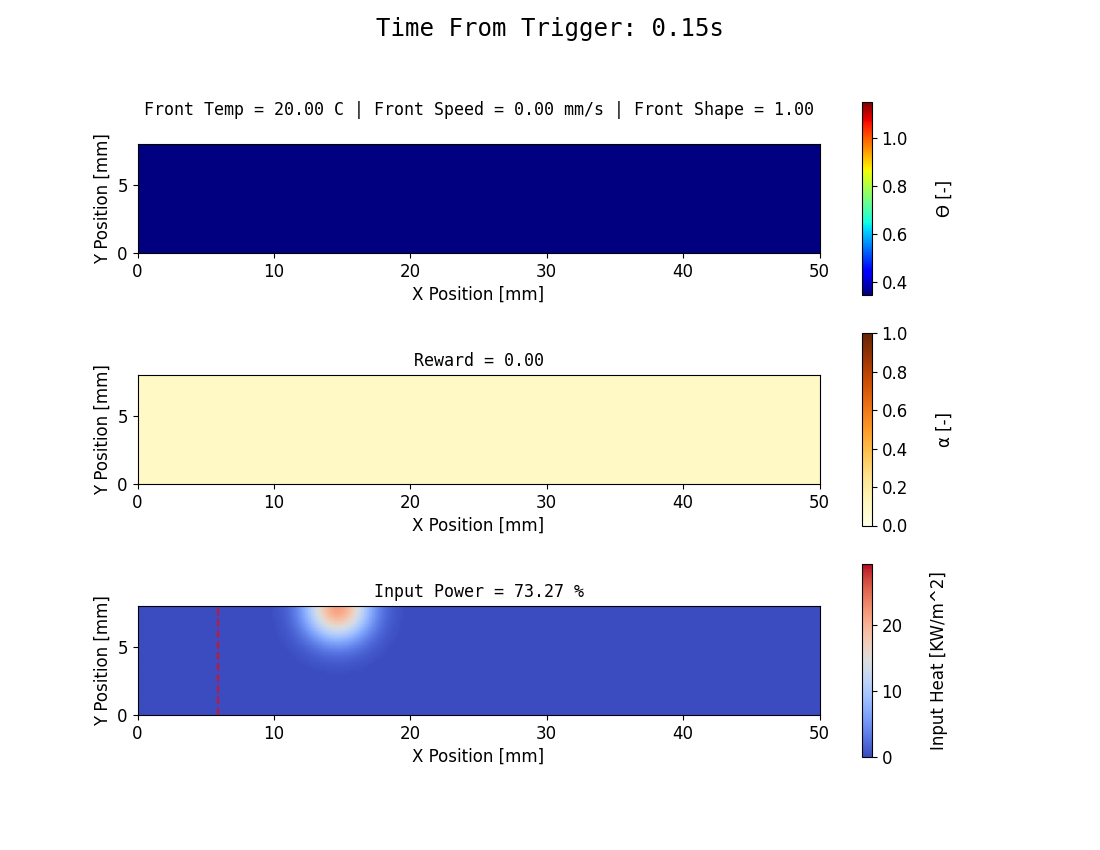 Time From Trigger: 0.15s
Front Temp = 20.00 C | Front Speed = 0.00 mm/s | Front Shape = 1.00
Y Position [mm]
5
0
0 10 20 30 40 50
X Position [mm]
1.0
0.8
0.6
0.4
Θ [-]
Reward = 0.00
Y Position [mm]
5
0
0 10 20 30 40 50
X Position [mm]
1.0
0.8
0.6
0.4
0.2
0.0
α [-]
Input Power = 73.27 %
Y Position [mm]
5
0
0 10 20 30 40 50
X Position [mm]
20
10
0
Input Heat [KW/m^2]